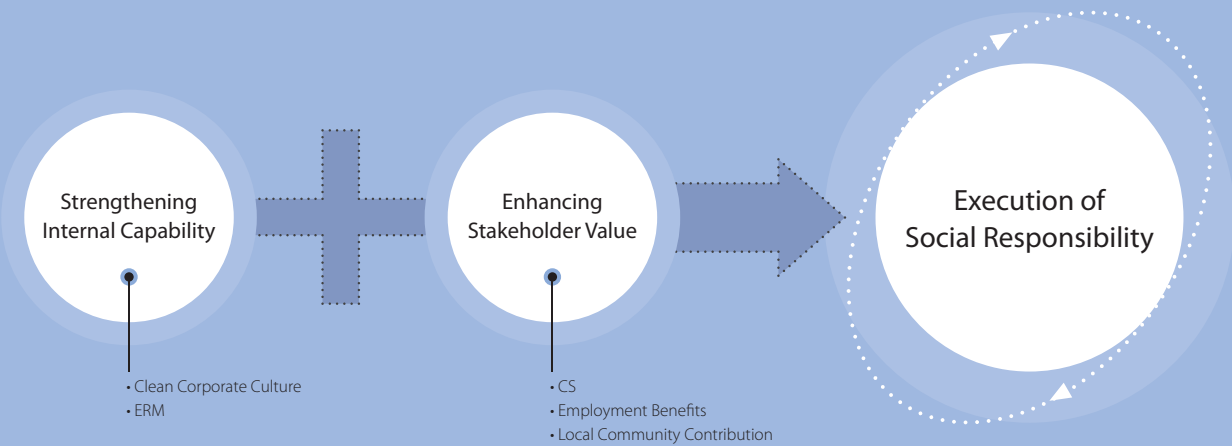 Strengthening
Internal Capability
• Clean Corporate Culture
• ERM
Enhancing
Stakeholder Value
• CS
• Employment Benefits
• Local Community Contribution
Execution of
Social Responsibility